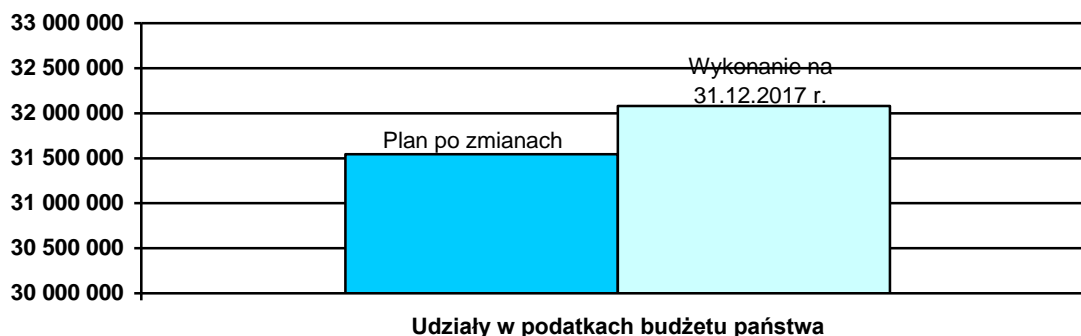 33 000 000
32 500 000
32 000 000
31 500 000
31 000 000
30 500 000
30 000 000
Wykonanie na
31.12.2017 r.
Plan po zmianach
Udziały w podatkach budżetu państwa